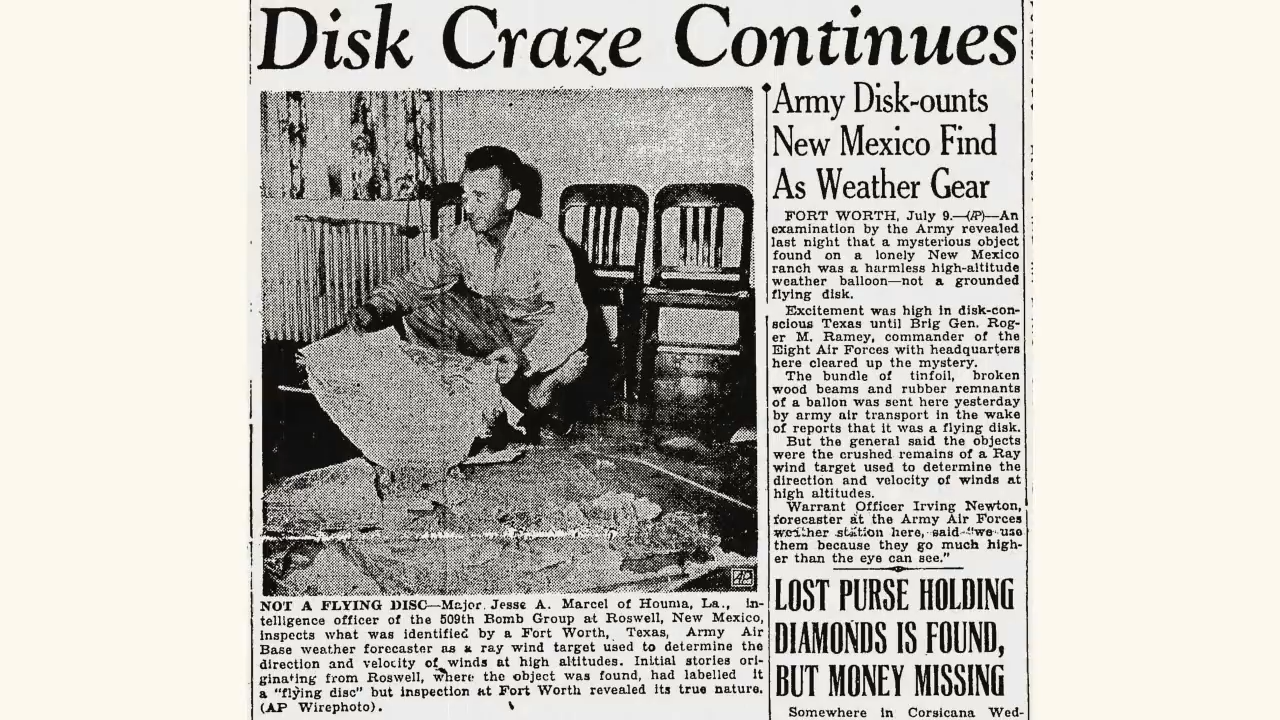 Disk Craze Continues
Army Disk-ounts
New Mexico Find
As Weather Gear
FORT WORTH, July 9.—(AP)—An
examination by the Army revealed
last night that a mysterious object
found on a lonely New Mexico
ranch was a harmless high-altitude
weather balloon—not a grounded
flying disk.
Excitement was high in disk-con-
scious Texas until Brig Gen. Rog-
er M. Ramey, commander of the
Eight Air Forces with headquarters
here cleared up the mystery.
The bundle of tinfoil, broken
wood beams and rubber remnants
of a ballon was sent here yesterday
by army air transport in the wake
of reports that it was a flying disk.
But the general said the objects
were the crushed remains of a Ray
wind target used to determine the
direction and velocity of winds at
high altitudes.
Warrant Officer Irving Newton,
forecaster at the Army Air Forces
weather station here, said "we use
them because they go much high-
er than the eye can see."
AP
NOT A FLYING DISC—Major Jesse A. Marcel of Houma, La., in-
telligence officer of the 509th Bomb Group at Roswell, New Mexico,
inspects what was identified by a Fort Worth, Texas, Army Air
Base weather forecaster as a ray wind target used to determine the
direction and velocity of winds at high altitudes. Initial stories ori-
ginating from Roswell, where the object was found, had labelled it
a "flying disc" but inspection at Fort Worth revealed its true nature.
(AP Wirephoto).
LOST PURSE HOLDING
DIAMONDS IS FOUND,
BUT MONEY MISSING
Somewhere in Corsicana Wed-